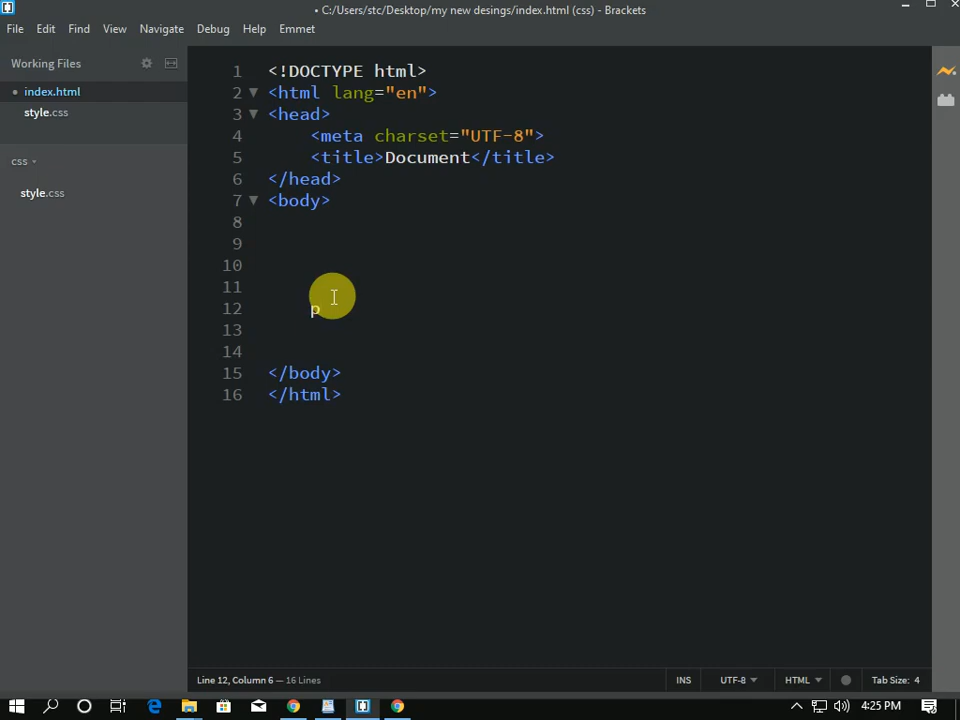 • C:/Users/stc/Desktop/my new desings/index.html (css) - Brackets
File Edit Find View Navigate Debug Help Emmet
Working Files
• index.html
style.css
css
style.css
1 <!DOCTYPE html>
2 <html lang="en">
3 <head>
4 <meta charset="UTF-8">
5 <title>Document</title>
6 </head>
7 <body>
8
9
10
11
12 p
13
14
15 </body>
16 </html>
Line 12, Column 6 — 16 Lines INS UTF-8 HTML Tab Size: 4
4:25 PM